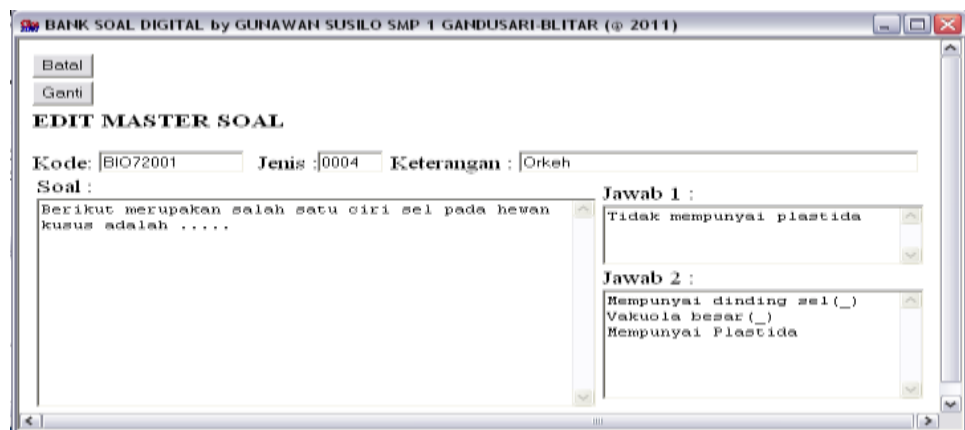 BANK SOAL DIGITAL by GUNAWAN SUSILO SMP 1 GANDUSARI-BLITAR (@ 2011)
Batal
Ganti
EDIT MASTER SOAL
Kode: BIO72001 Jenis :0004 Keterangan : Orkeh
Soal :
Berikut merupakan salah satu ciri sel pada hewan
kusus adalah .....
Jawab 1 :
Tidak mempunyai plastida
Jawab 2 :
Mempunyai dinding sel(_)
Vakuola besar(_)
Mempunyai Plastida